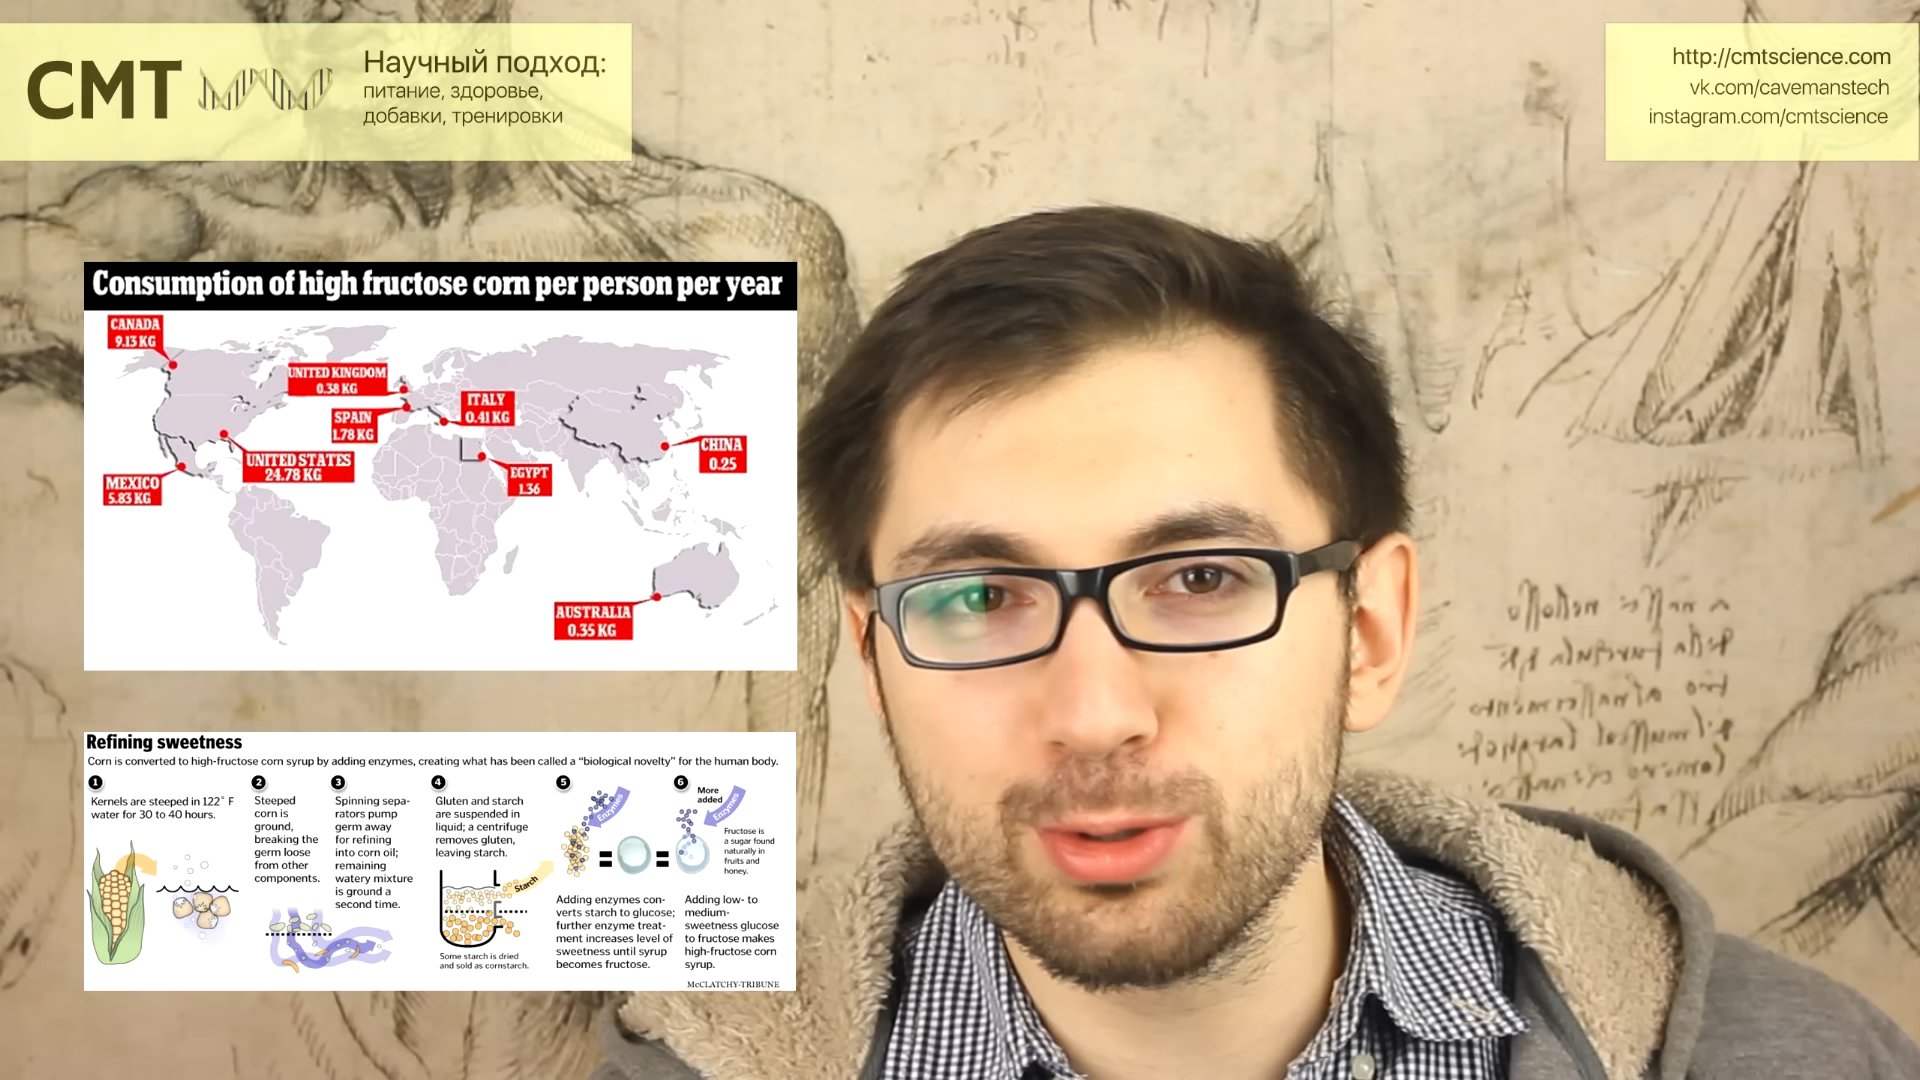 CMT
Научный подход:
питание, здоровье,
добавки, тренировки
http://cmtscience.com
vk.com/cavemanstech
instagram.com/cmtscience
Consumption of high fructose corn per person per year
CANADA
9.13 KG
UNITED KINGDOM
0.38 KG
ITALY
0.41 KG
SPAIN
1.78 KG
CHINA
0.25
UNITED STATES
24.78 KG
EGYPT
1.36
MEXICO
5.83 KG
AUSTRALIA
0.35 KG
Refining sweetness
Corn is converted to high-fructose corn syrup by adding enzymes, creating what has been called a “biological novelty” for the human body.
1
Kernels are steeped in 122° F
water for 30 to 40 hours.
2
Steeped
corn is
ground,
breaking the
germ loose
from other
components.
3
Spinning sepa-
rators pump
germ away
for refining
into corn oil;
remaining
watery mixture
is ground a
second time.
4
Gluten and starch
are suspended in
liquid; a centrifuge
removes gluten,
leaving starch.
Starch
Some starch is dried
and sold as cornstarch.
5
Enzymes
Adding enzymes con-
verts starch to glucose;
further enzyme treat-
ment increases level of
sweetness until syrup
becomes fructose.
6
More
added
Enzymes
Fructose is
a sugar found
naturally in
fruits and
honey.
Adding low- to
medium-
sweetness glucose
to fructose makes
high-fructose corn
syrup.
McCLATCHY-TRIBUNE